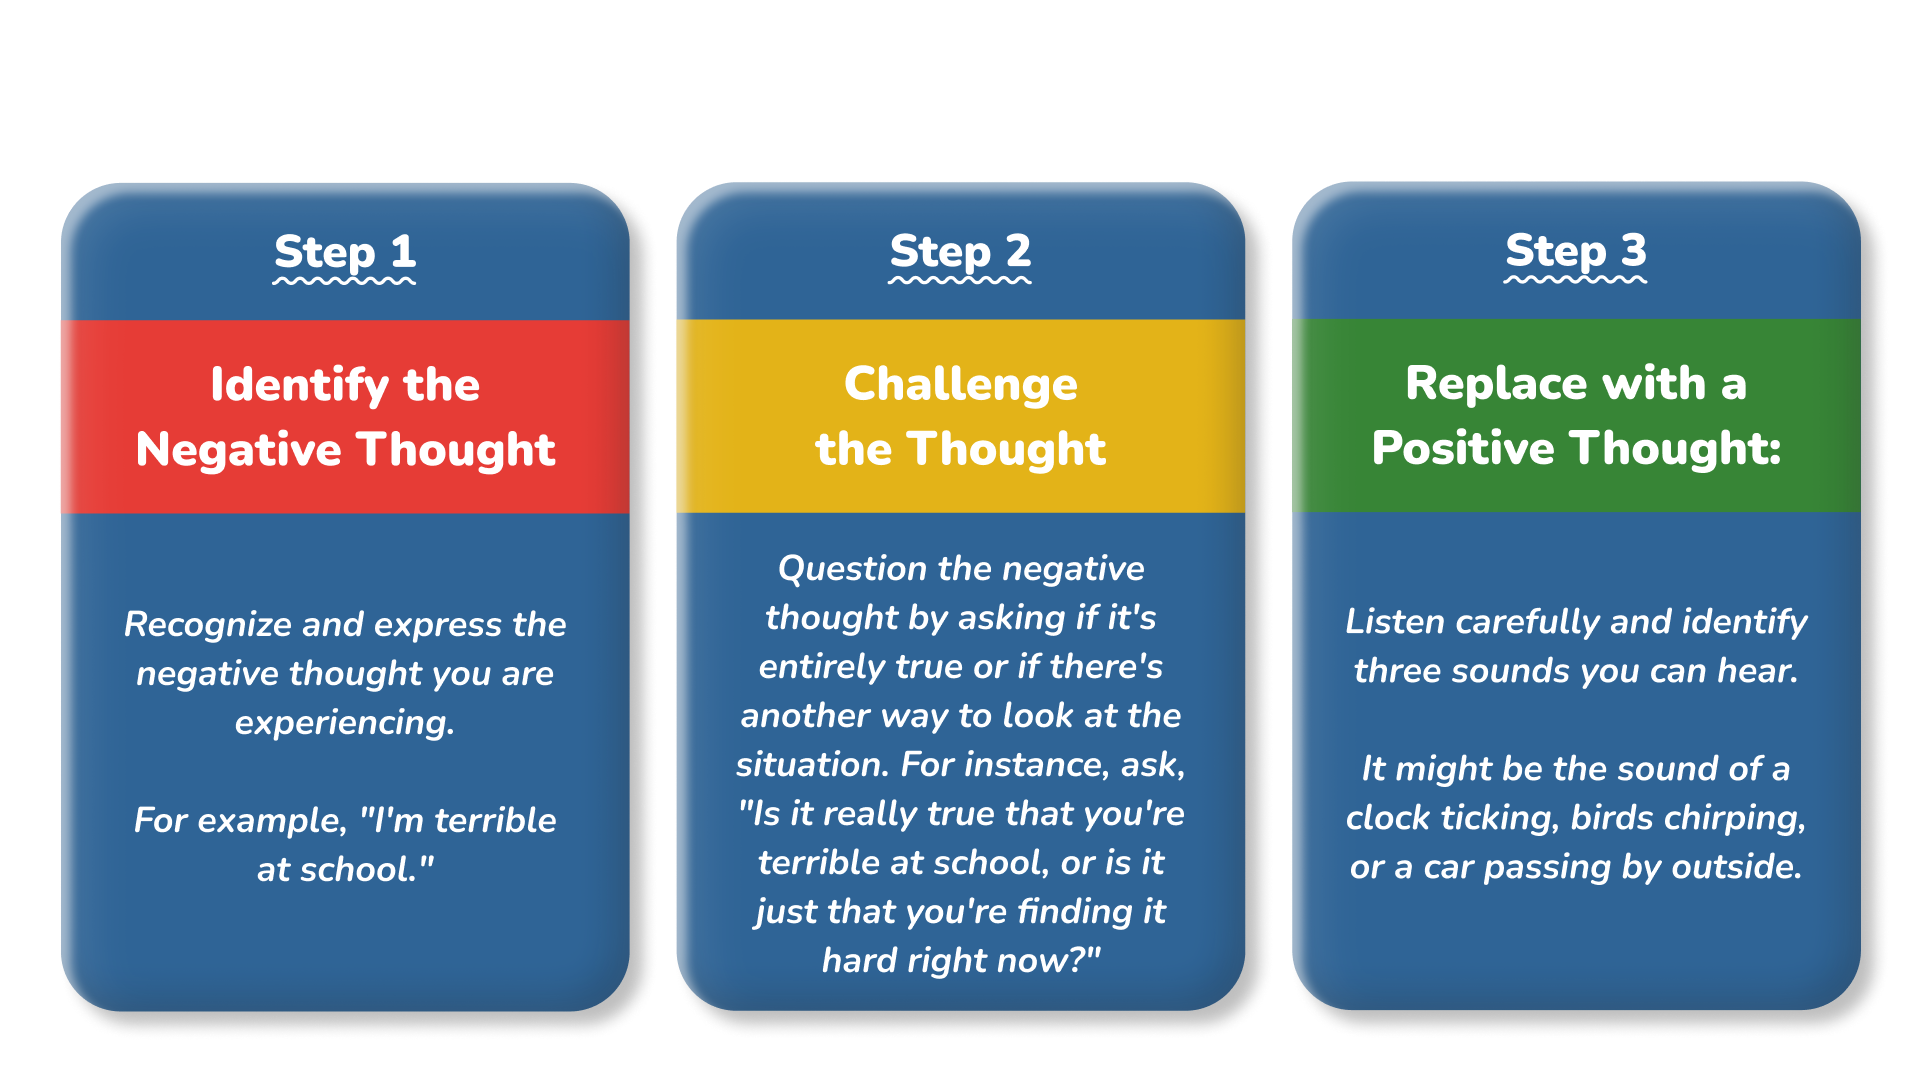 Step 1
Identify the
Negative Thought
Recognize and express the
negative thought you are
experiencing.
For example, "I'm terrible
at school."
Step 2
Challenge
the Thought
Question the negative
thought by asking if it's
entirely true or if there's
another way to look at the
situation. For instance, ask,
"Is it really true that you're
terrible at school, or is it
just that you're finding it
hard right now?"
Step 3
Replace with a
Positive Thought:
Listen carefully and identify
three sounds you can hear.
It might be the sound of a
clock ticking, birds chirping,
or a car passing by outside.